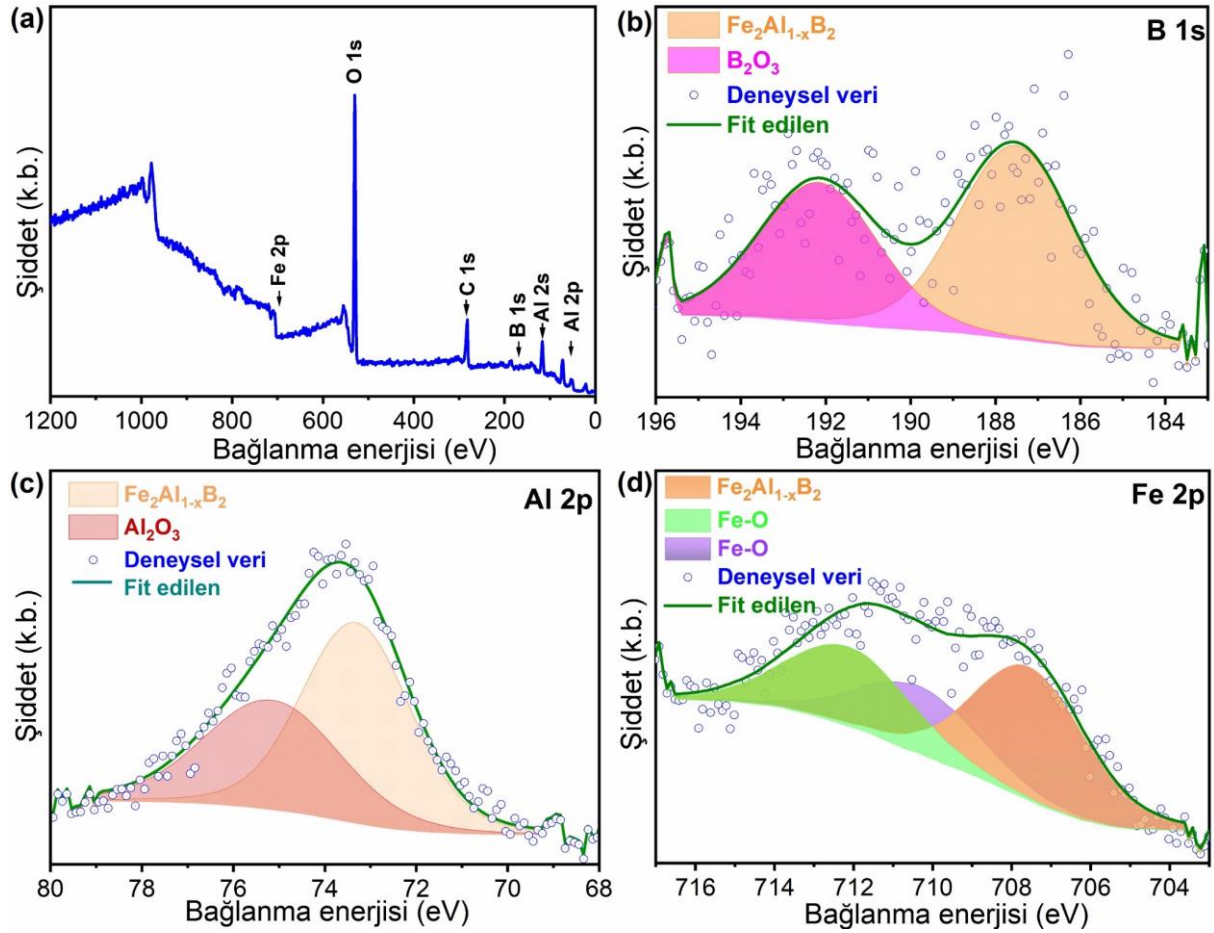 (a)
O 1s
Fe 2p
C 1s
B 1s
Al 2s
Al 2p
Şiddet (k.b.)
1200 1000 800 600 400 200 0
Bağlanma enerjisi (eV)
(b)
B 1s
Fe₂Al₁₋ₓB₂
B₂O₃
Deneysel veri
Fit edilen
Şiddet (k.b.)
196 194 192 190 188 186 184
Bağlanma enerjisi (eV)
(c)
Al 2p
Fe₂Al₁₋ₓB₂
Al₂O₃
Deneysel veri
Fit edilen
Şiddet (k.b.)
80 78 76 74 72 70 68
Bağlanma enerjisi (eV)
(d)
Fe 2p
Fe₂Al₁₋ₓB₂
Fe-O
Fe-O
Deneysel veri
Fit edilen
Şiddet (k.b.)
716 714 712 710 708 706 704
Bağlanma enerjisi (eV)